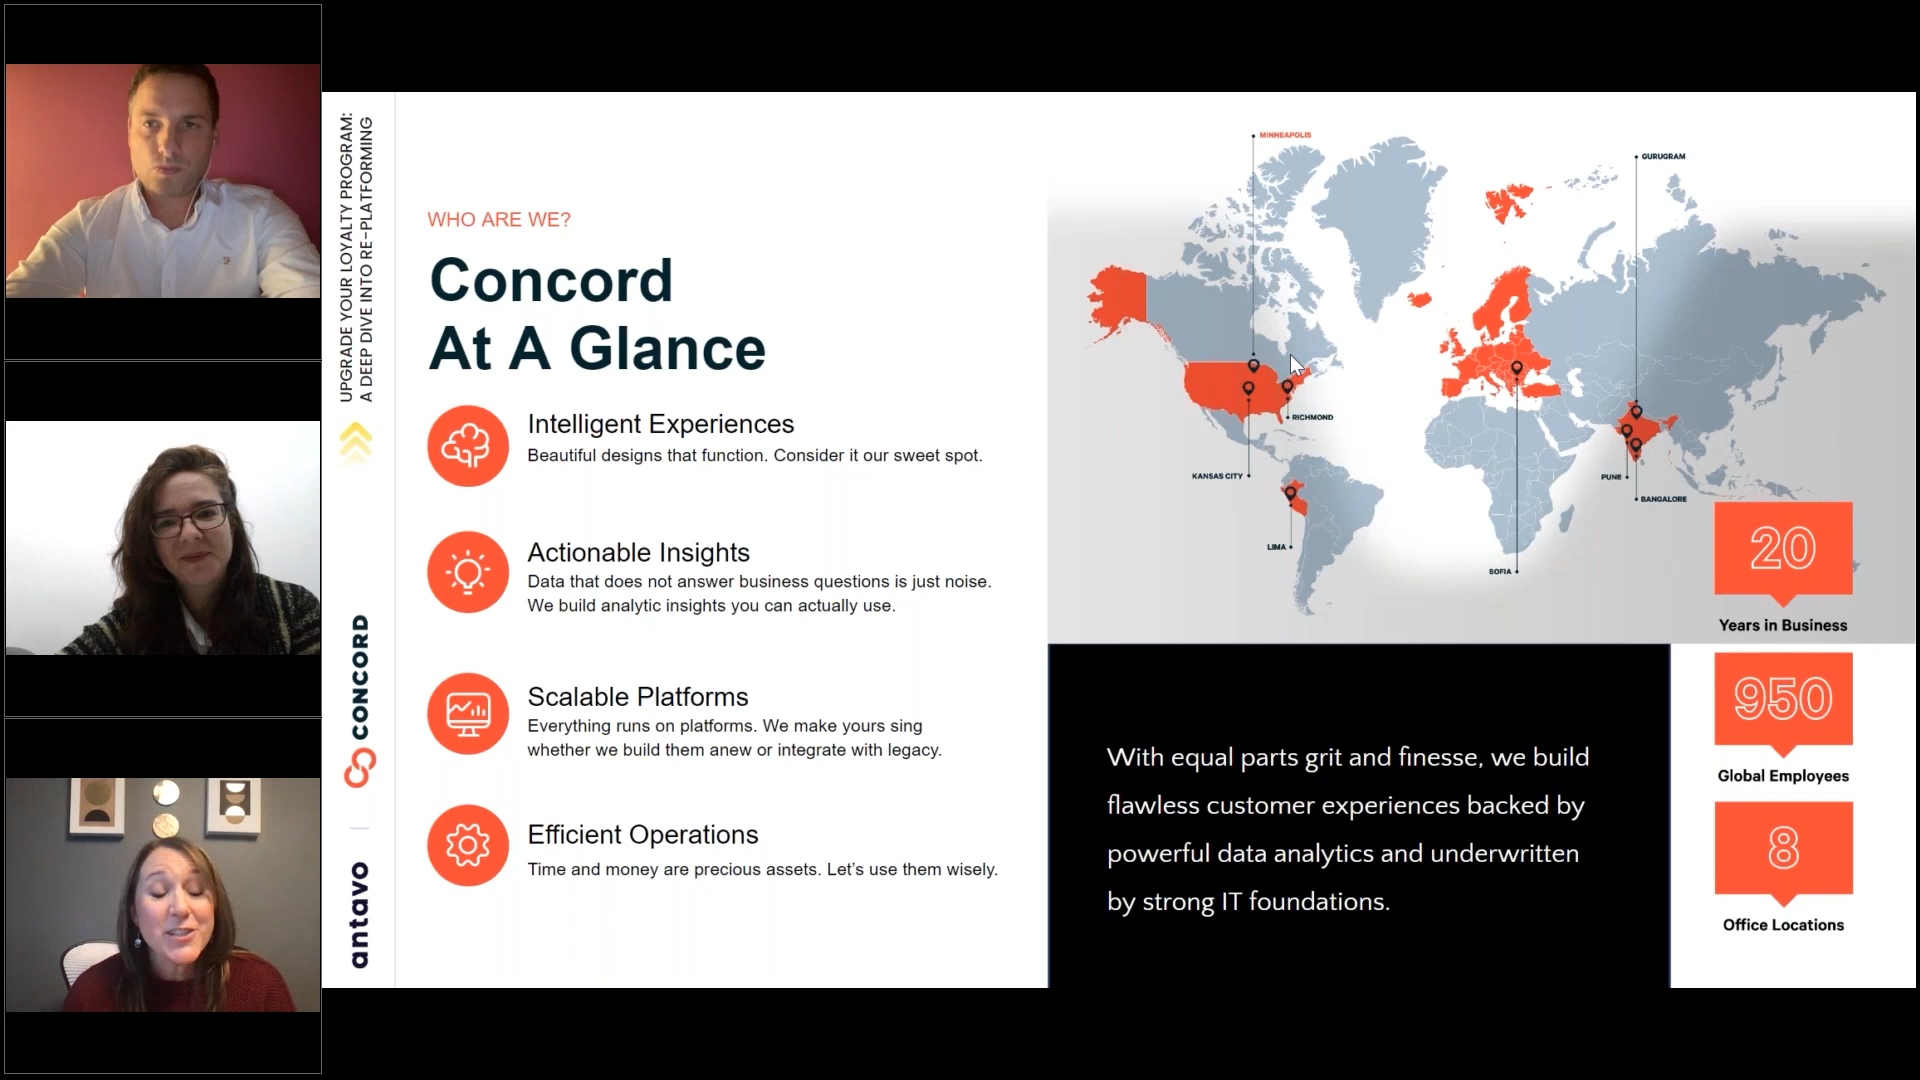 UPGRADE YOUR LOYALTY PROGRAM:
A DEEP DIVE INTO RE-PLATFORMING
CONCORD
antavo
WHO ARE WE?
Concord
At A Glance
Intelligent Experiences
Beautiful designs that function. Consider it our sweet spot.
Actionable Insights
Data that does not answer business questions is just noise.
We build analytic insights you can actually use.
Scalable Platforms
Everything runs on platforms. We make yours sing
whether we build them anew or integrate with legacy.
Efficient Operations
Time and money are precious assets. Let's use them wisely.
MINNEAPOLIS
GURUGRAM
RICHMOND
KANSAS CITY
PUNE
BANGALORE
LIMA
SOFIA
20
Years in Business
950
Global Employees
8
Office Locations
With equal parts grit and finesse, we build
flawless customer experiences backed by
powerful data analytics and underwritten
by strong IT foundations.